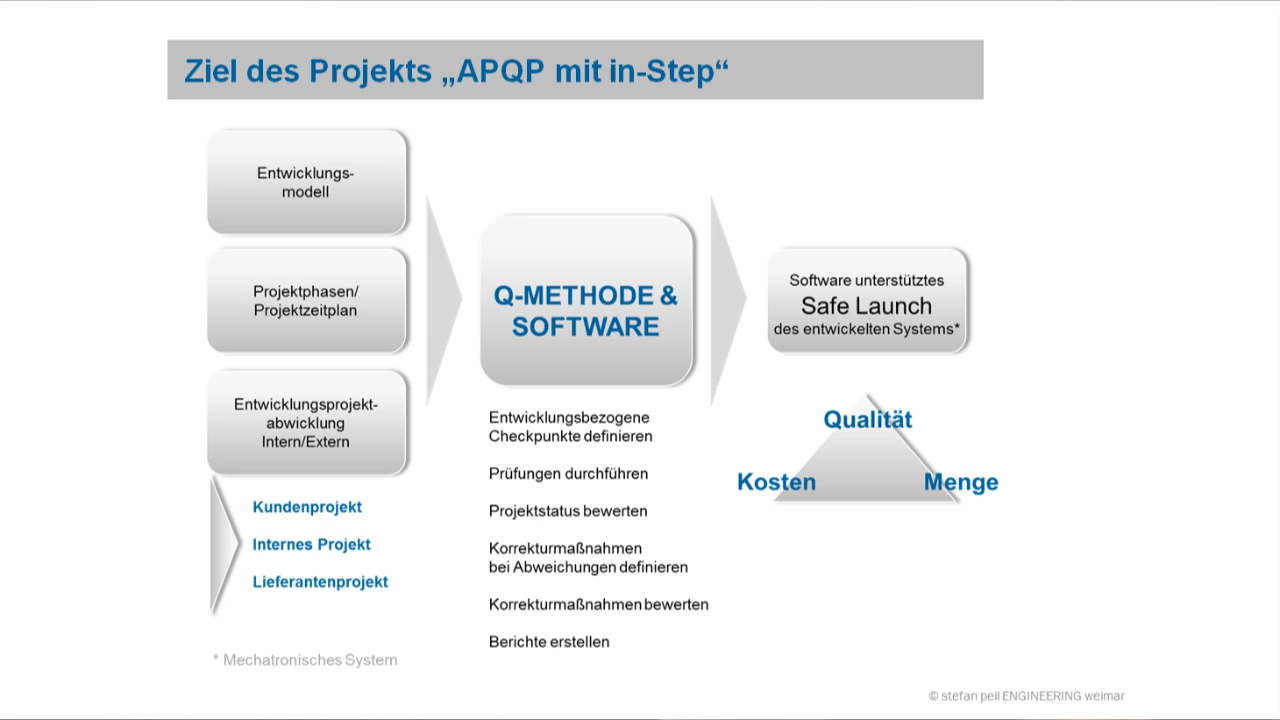 Ziel des Projekts „APQP mit in-Step“
Entwicklungs-
modell
Projektphasen/
Projektzeitplan
Entwicklungsprojekt-
abwicklung
Intern/Extern
Kundenprojekt
Internes Projekt
Lieferantenprojekt
* Mechatronisches System
Q-METHODE &
SOFTWARE
Entwicklungsbezogene
Checkpunkte definieren
Prüfungen durchführen
Projektstatus bewerten
Korrekturmaßnahmen
bei Abweichungen definieren
Korrekturmaßnahmen bewerten
Berichte erstellen
Software unterstütztes
Safe Launch
des entwickelten Systems*
Qualität
Kosten
Menge
© stefan peil ENGINEERING weimar